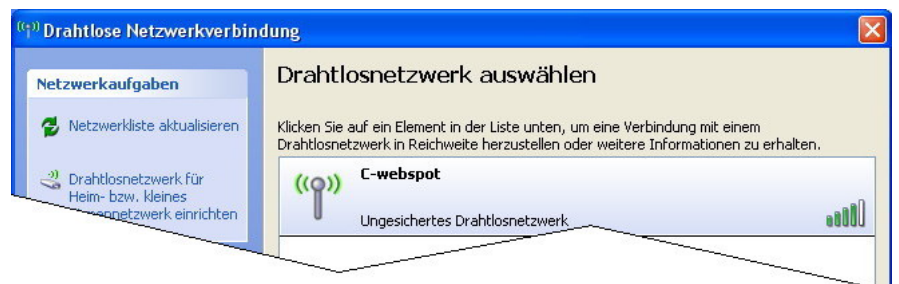 Drahtlose Netzwerkverbindung
Netzwerkaufgaben
Netzwerkliste aktualisieren
Drahtlosnetzwerk für
Heim- bzw. kleines
einrichten
Drahtlosnetzwerk auswählen
Klicken Sie auf ein Element in der Liste unten, um eine Verbindung mit einem
Drahtlosnetzwerk in Reichweite herzustellen oder weitere Informationen zu erhalten.
C-webspot
Ungesichertes Drahtlosnetzwerk